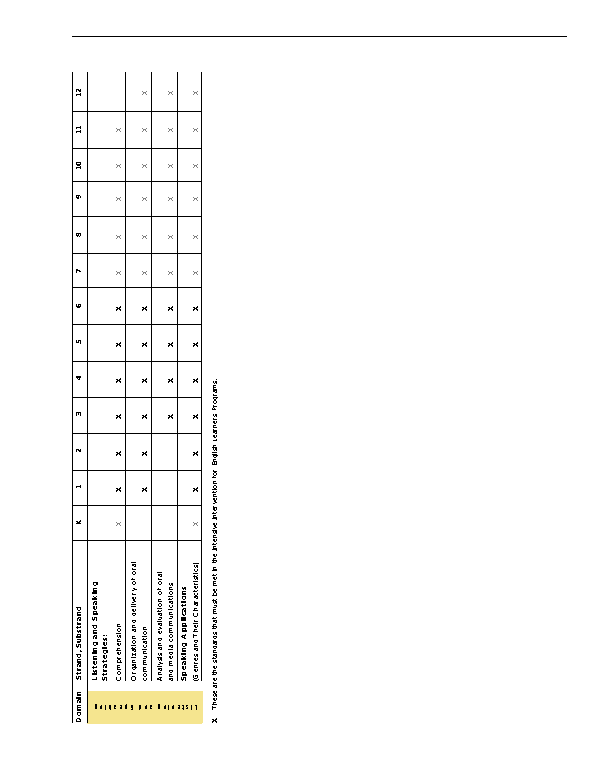 Domain Strand, Substrand K 1 2 3 4 5 6 7 8 9 10 11 12
Listening and Speaking
Listening and Speaking
Strategies:
Comprehension x X X X X X X x x x x x
Organization and delivery of oral
communication X X X X X X x x x x x x
Analysis and evaluation of oral
and media communications X X X X x x x x x x
Speaking Applications
(Genres and Their Characteristics) x X X X X X X x x x x x x
X These are the standards that must be met in the Intensive Intervention for English Learners Programs.